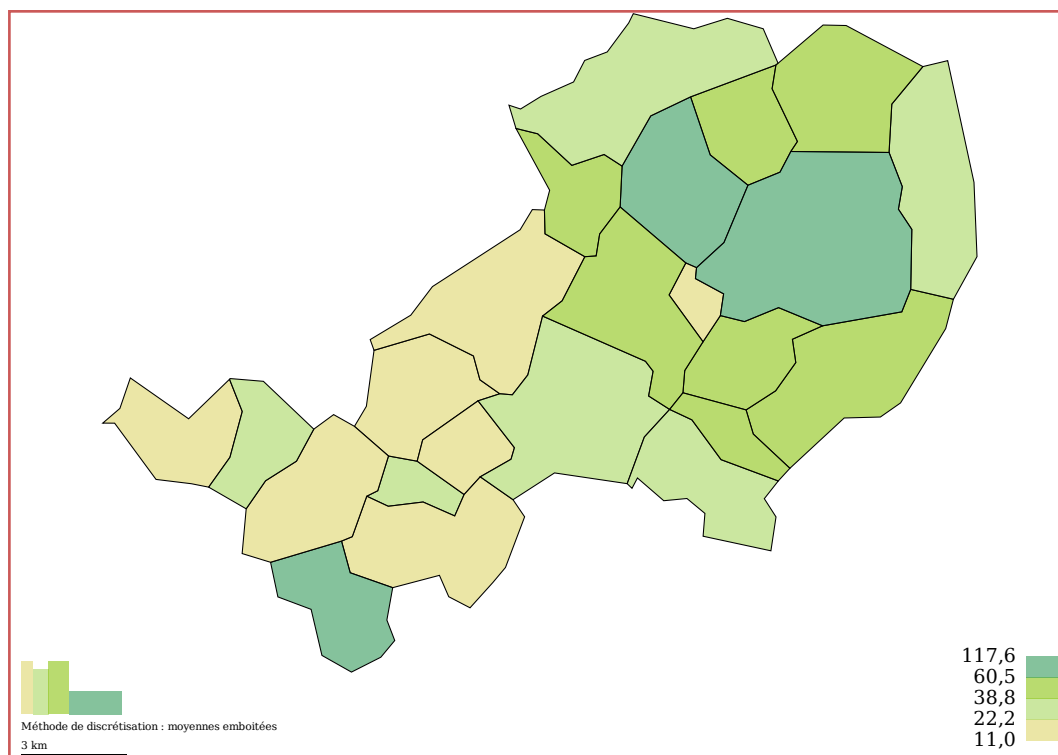 117,6
60,5
38,8
22,2
11,0
Méthode de discrétisation : moyennes emboitées
3 km